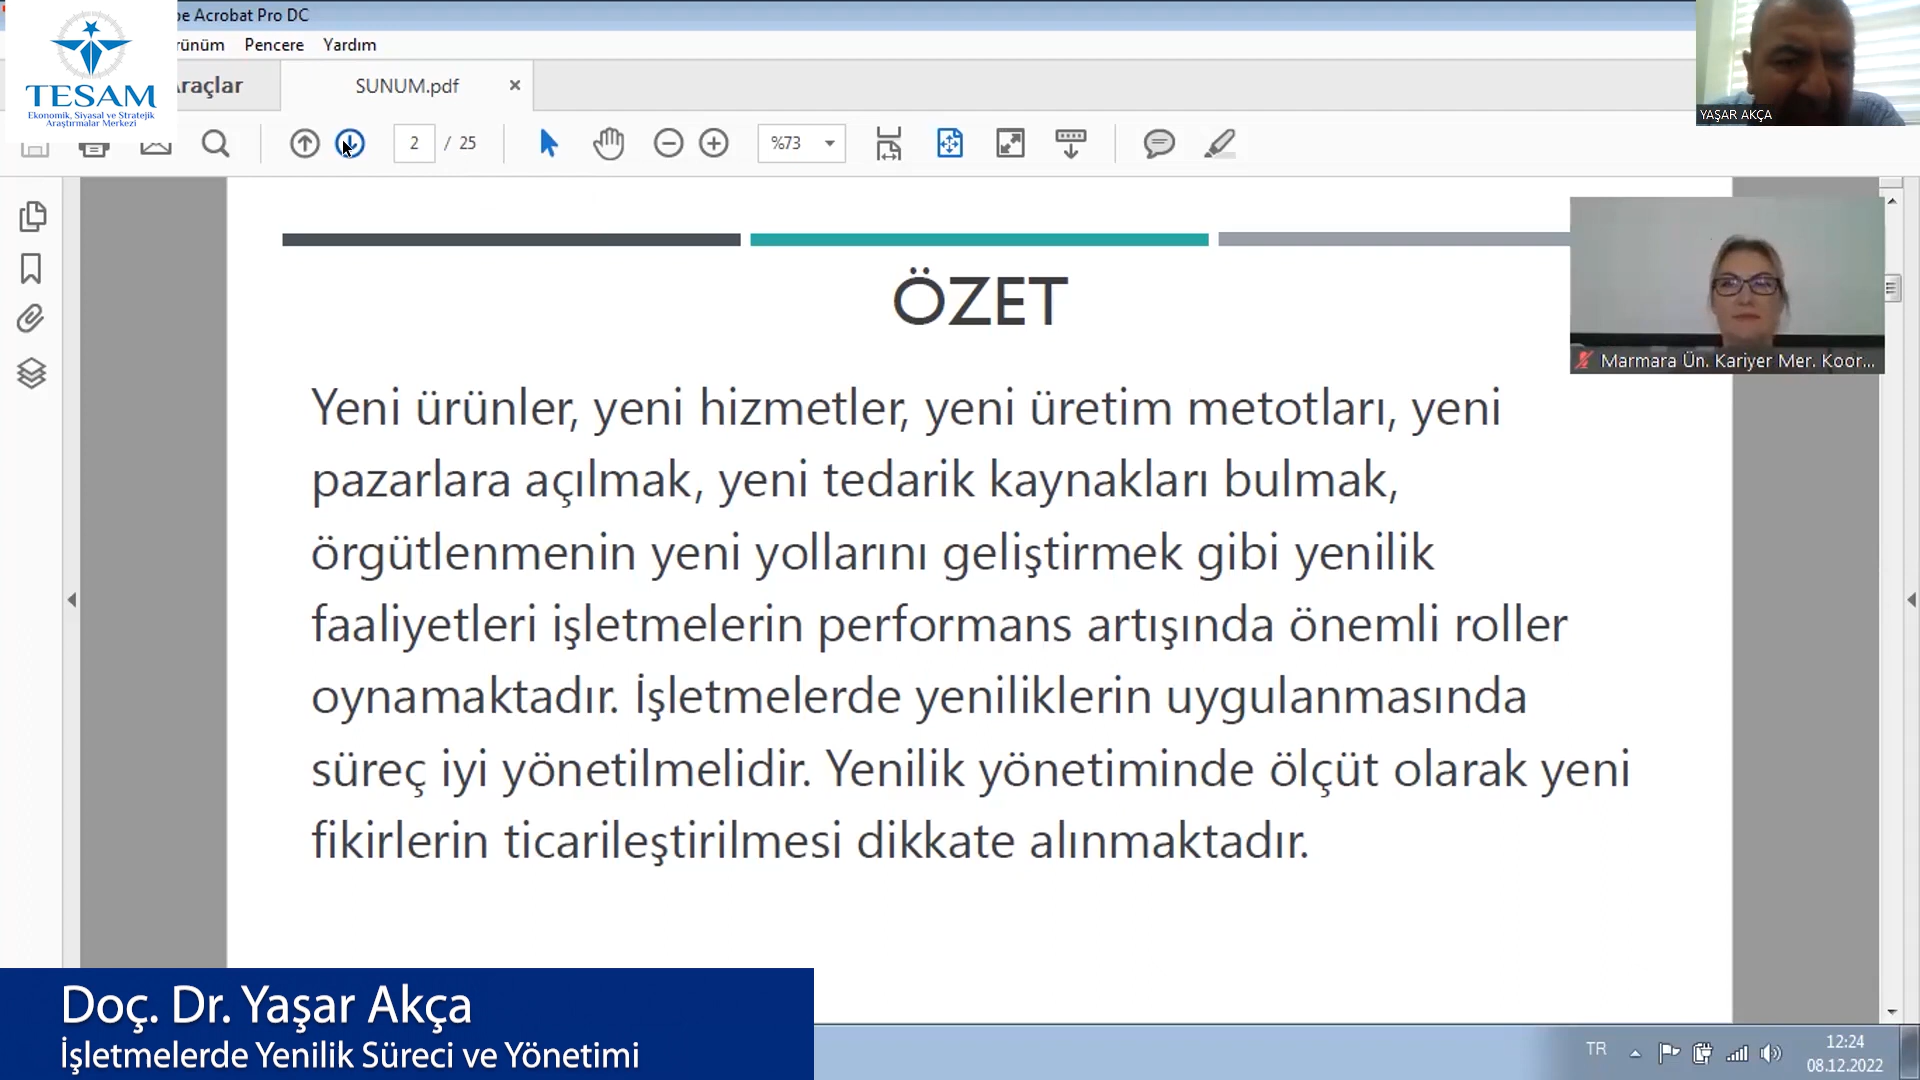 be Acrobat Pro DC
rünüm Pencere Yardım
raçlar SUNUM.pdf
TESAM
Ekonomik, Siyasal ve Stratejik
Araştırmalar Merkezi
2 / 25 %73
YAŞAR AKÇA
Marmara Ün. Kariyer Mer. Koor...
ÖZET
Yeni ürünler, yeni hizmetler, yeni üretim metotları, yeni
pazarlara açılmak, yeni tedarik kaynakları bulmak,
örgütlenmenin yeni yollarını geliştirmek gibi yenilik
faaliyetleri işletmelerin performans artışında önemli roller
oynamaktadır. İşletmelerde yeniliklerin uygulanmasında
süreç iyi yönetilmelidir. Yenilik yönetiminde ölçüt olarak yeni
fikirlerin ticarileştirilmesi dikkate alınmaktadır.
Doç. Dr. Yaşar Akça
İşletmelerde Yenilik Süreci ve Yönetimi
TR
12:24
08.12.2022